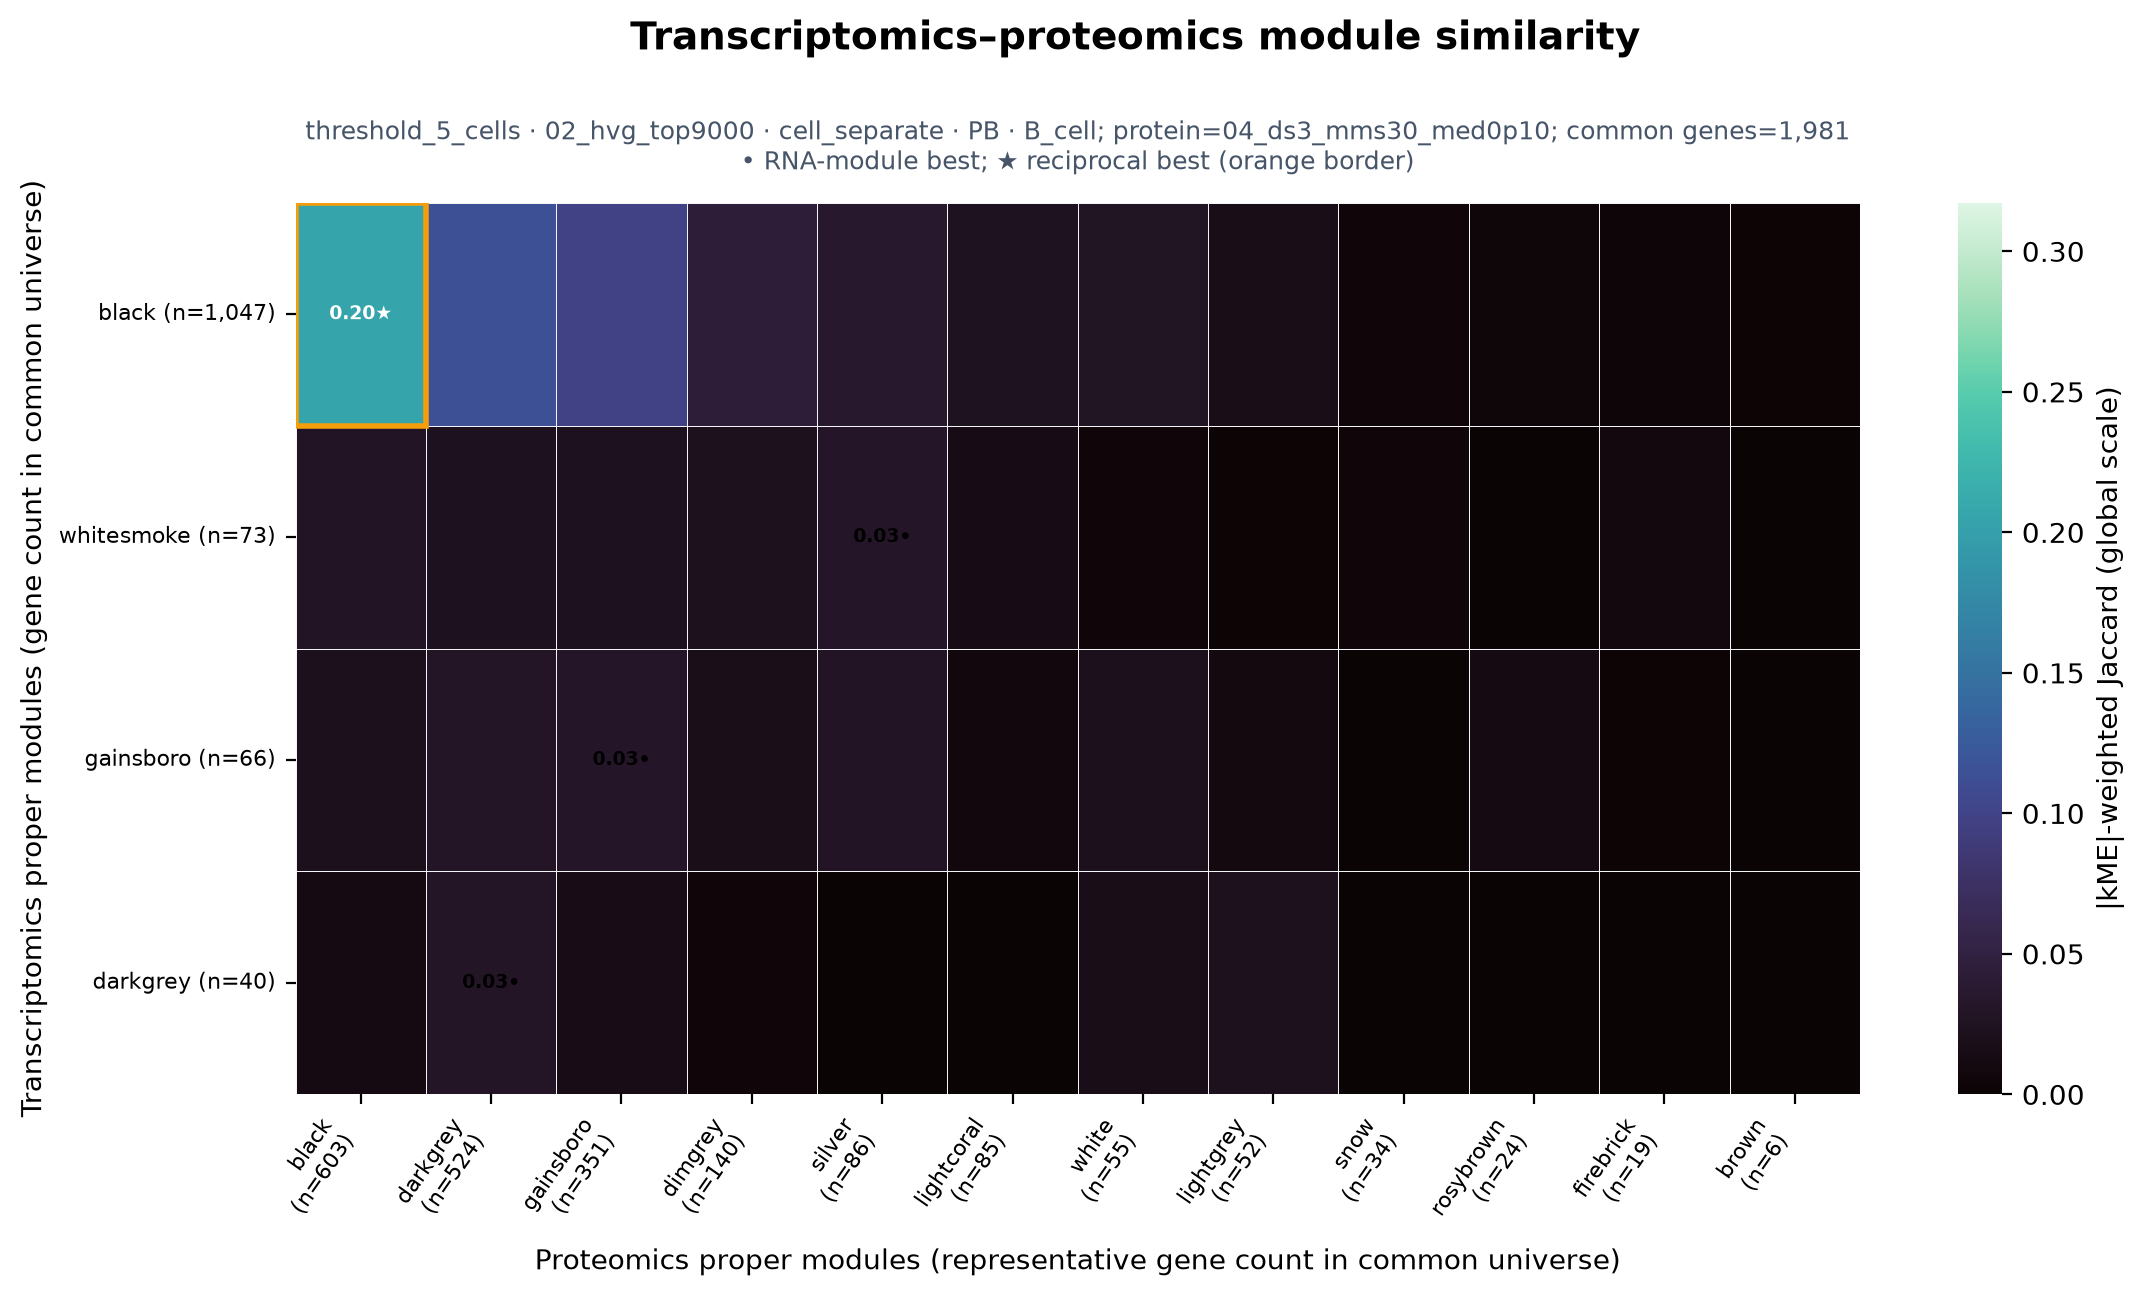 Transcriptomics–proteomics module similarity
threshold_5_cells · 02_hvg_top9000 · cell_separate · PB · B_cell; protein=04_ds3_mms30_med0p10; common genes=1,981
• RNA-module best; ★ reciprocal best (orange border)
Transcriptomics proper modules (gene count in common universe)
black (n=1,047)
whitesmoke (n=73)
gainsboro (n=66)
darkgrey (n=40)
0.20★
0.03•
0.03•
0.03•
black
(n=603)
darkgrey
(n=524)
gainsboro
(n=351)
dimgrey
(n=140)
silver
(n=86)
lightcoral
(n=85)
white
(n=55)
lightgrey
(n=52)
snow
(n=34)
rosybrown
(n=24)
firebrick
(n=19)
brown
(n=6)
Proteomics proper modules (representative gene count in common universe)
0.30
0.25
0.20
0.15
0.10
0.05
0.00
|kME|-weighted Jaccard (global scale)